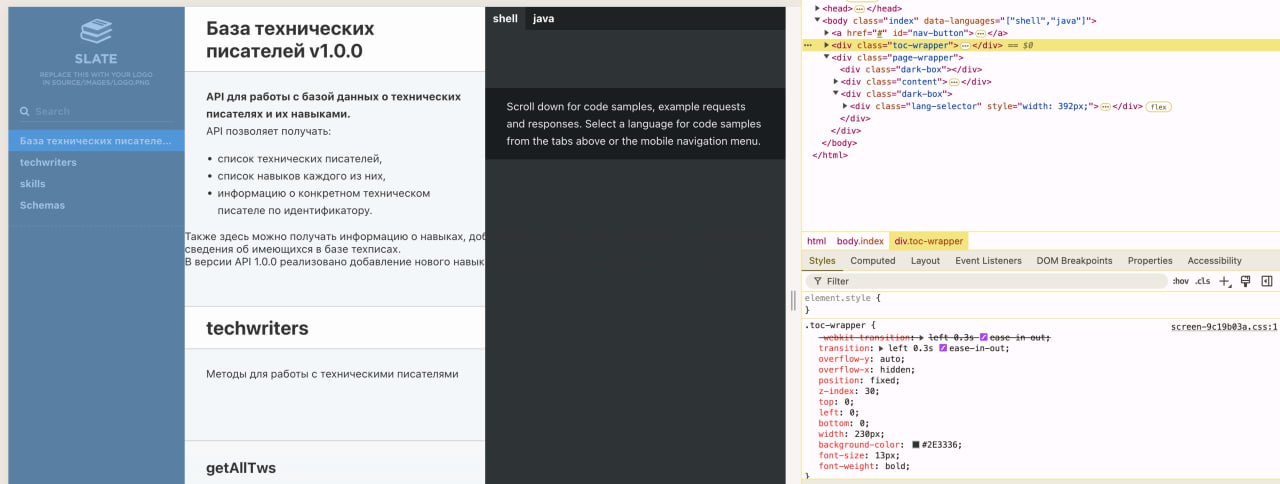 SLATE
REPLACE THIS WITH YOUR LOGO
IN SOURCE/IMAGES/LOGO.PNG
Search
База технических писателе...
techwriters
skills
Schemas
База технических
писателей v1.0.0
API для работы с базой данных о технических
писателях и их навыками.
API позволяет получать:
• список технических писателей,
• список навыков каждого из них,
• информацию о конкретном техническом
писателе по идентификатору.
Также здесь можно получать информацию о навыках, доб
сведения об имеющихся в базе техписах.
В версии API 1.0.0 реализовано добавление нового навык
techwriters
Методы для работы с техническими писателями
getAllTws
shell java
Scroll down for code samples, example requests
and responses. Select a language for code samples
from the tabs above or the mobile navigation menu.
<head>…</head>
<body class="index" data-languages="["shell","java"]">
<a href="#" id="nav-button">…</a>
<div class="toc-wrapper">…</div> == $0
<div class="page-wrapper">
<div class="dark-box"></div>
<div class="content">…</div>
<div class="dark-box">
<div class="lang-selector" style="width: 392px;">…</div> flex
</div>
</div>
</body>
</html>
html body.index div.toc-wrapper
Styles Computed Layout Event Listeners DOM Breakpoints Properties Accessibility
Filter :hov .cls
element.style {
}
.toc-wrapper { screen-9c19b03a.css:1
-webkit-transition: left 0.3s ease-in-out;
transition: left 0.3s ease-in-out;
overflow-y: auto;
overflow-x: hidden;
position: fixed;
z-index: 30;
top: 0;
left: 0;
bottom: 0;
width: 230px;
background-color: #2E3336;
font-size: 13px;
font-weight: bold;
}